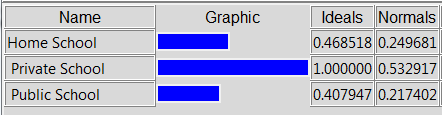 Name Graphic Ideals Normals
Home School 0.468518 0.249681
Private School 1.000000 0.532917
Public School 0.407947 0.217402